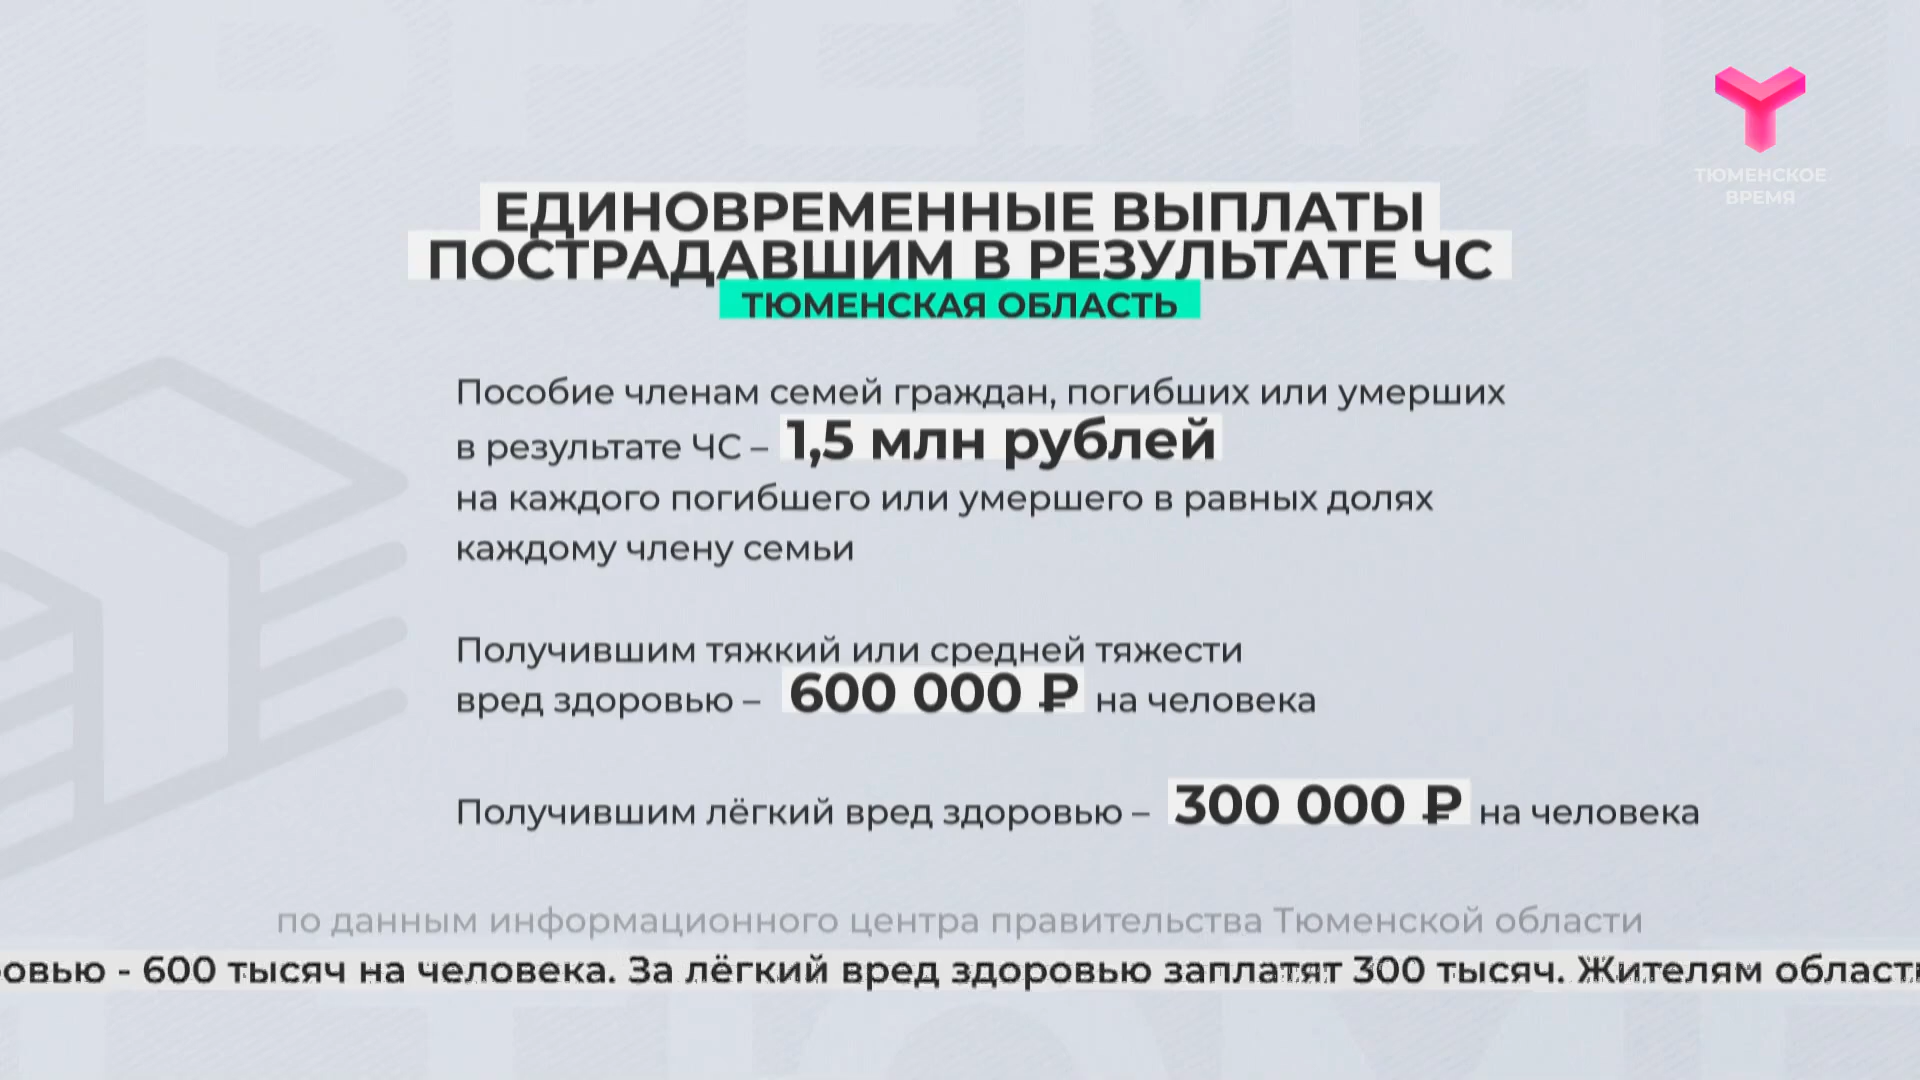 ТЮМЕНСКОЕ
ВРЕМЯ
ЕДИНОВРЕМЕННЫЕ ВЫПЛАТЫ
ПОСТРАДАВШИМ В РЕЗУЛЬТАТЕ ЧС
ТЮМЕНСКАЯ ОБЛАСТЬ
Пособие членам семей граждан, погибших или умерших
в результате ЧС – 1,5 млн рублей
на каждого погибшего или умершего в равных долях
каждому члену семьи
Получившим тяжкий или средней тяжести
вред здоровью – 600 000 ₽ на человека
Получившим лёгкий вред здоровью – 300 000 ₽ на человека
по данным информационного центра правительства Тюменской области
овью - 600 тысяч на человека. За лёгкий вред здоровью заплатят 300 тысяч. Жителям област